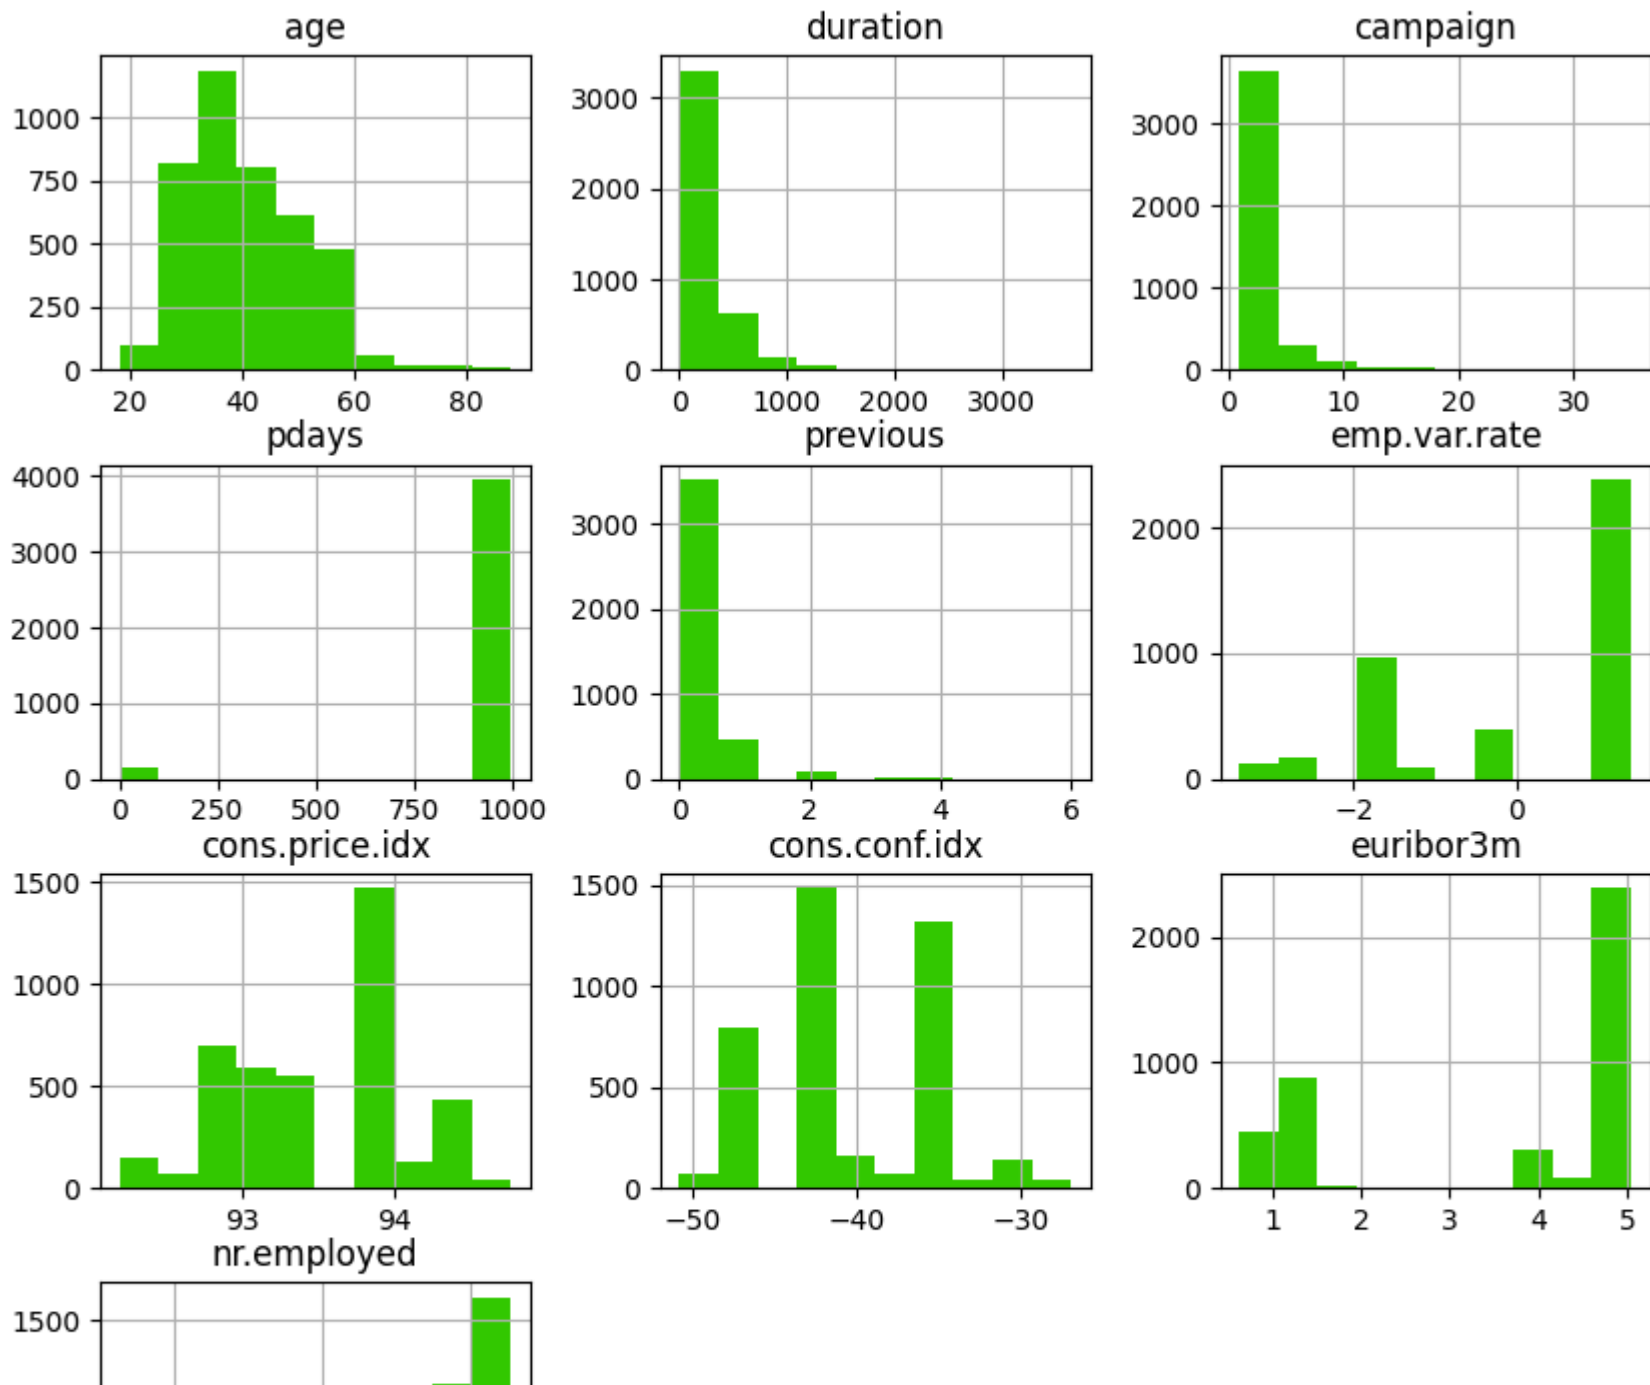 age duration campaign
1000 3000 3000
750 2000 2000
500 1000 1000
250 0 0
0
20 40 60 80 0 1000 2000 3000 0 10 20 30
pdays previous emp.var.rate
4000 3000 2000
3000 2000 1000
2000 1000 0
1000 0
0
0 250 500 750 1000 0 2 4 6 −2 0
cons.price.idx cons.conf.idx euribor3m
1500 1500 2000
1000 1000 1000
500 500 0
0 0
93 94 −50 −40 −30 1 2 3 4 5
nr.employed
1500